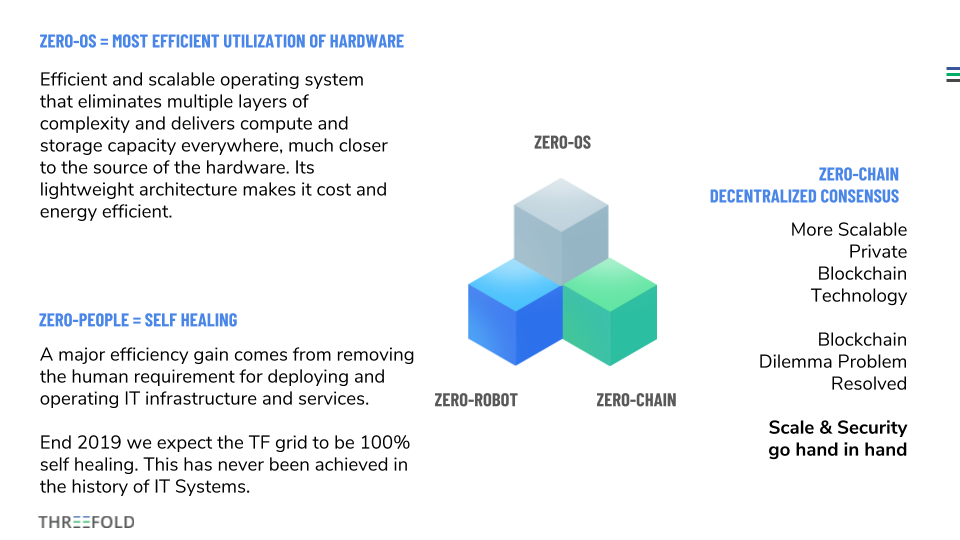 ZERO-OS = MOST EFFICIENT UTILIZATION OF HARDWARE
Efficient and scalable operating system
that eliminates multiple layers of
complexity and delivers compute and
storage capacity everywhere, much closer
to the source of the hardware. Its
lightweight architecture makes it cost and
energy efficient.
ZERO-PEOPLE = SELF HEALING
A major efficiency gain comes from removing
the human requirement for deploying and
operating IT infrastructure and services.
End 2019 we expect the TF grid to be 100%
self healing. This has never been achieved in
the history of IT Systems.
ZERO-OS
ZERO-ROBOT
ZERO-CHAIN
ZERO-CHAIN
DECENTRALIZED CONSENSUS
More Scalable
Private
Blockchain
Technology
Blockchain
Dilemma Problem
Resolved
Scale & Security
go hand in hand
THREEFOLD